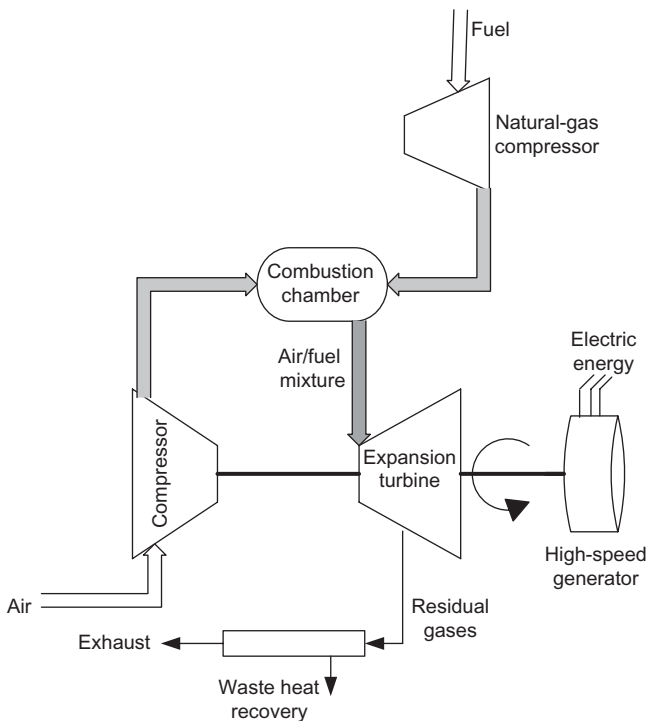 Fuel
Natural-gas
compressor
Combustion
chamber
Electric
energy
Air/fuel
mixture
Compressor
Expansion
turbine
High-speed
generator
Air
Residual
gases
Exhaust
Waste heat
recovery